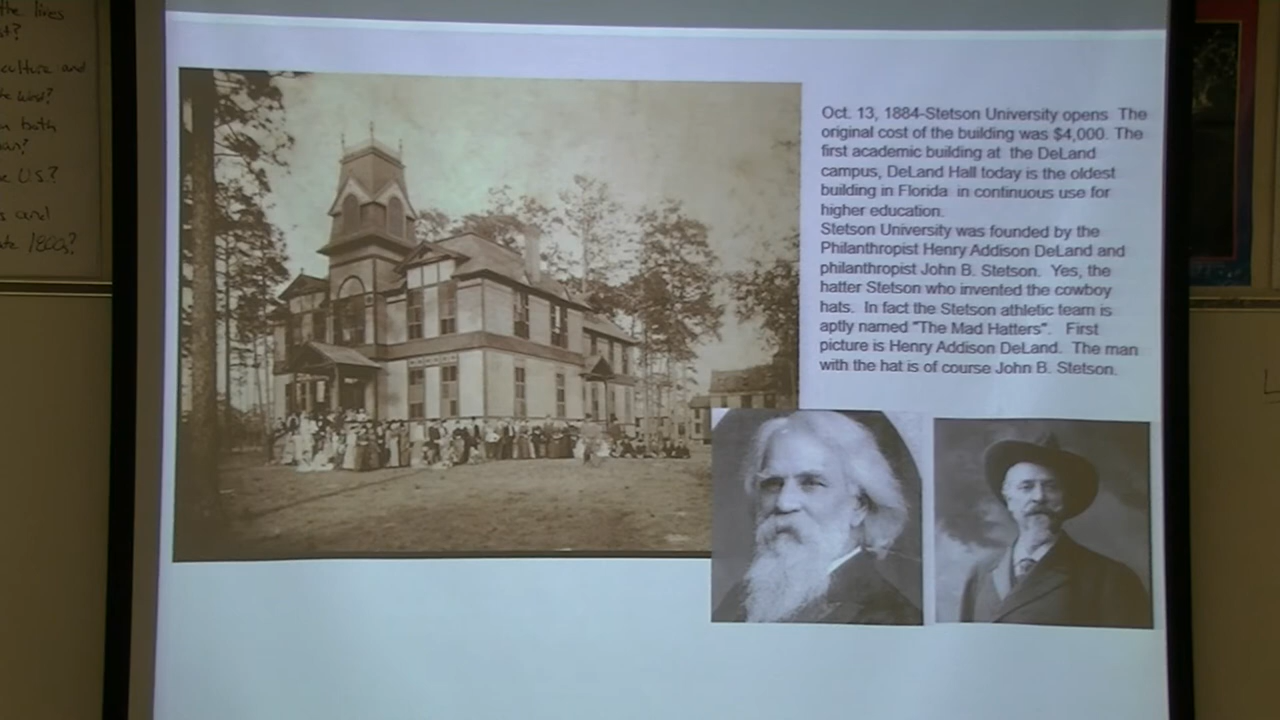 the lives
t?
culture and
the West?
both
?
U.S?
s and
1800s?
Oct. 13, 1884-Stetson University opens The
original cost of the building was $4,000. The
first academic building at the DeLand
campus, DeLand Hall today is the oldest
building in Florida in continuous use for
higher education.
Stetson University was founded by the
Philanthropist Henry Addison DeLand and
philanthropist John B. Stetson. Yes, the
hatter Stetson who invented the cowboy
hats. In fact the Stetson athletic team is
aptly named "The Mad Hatters". First
picture is Henry Addison DeLand. The man
with the hat is of course John B. Stetson.